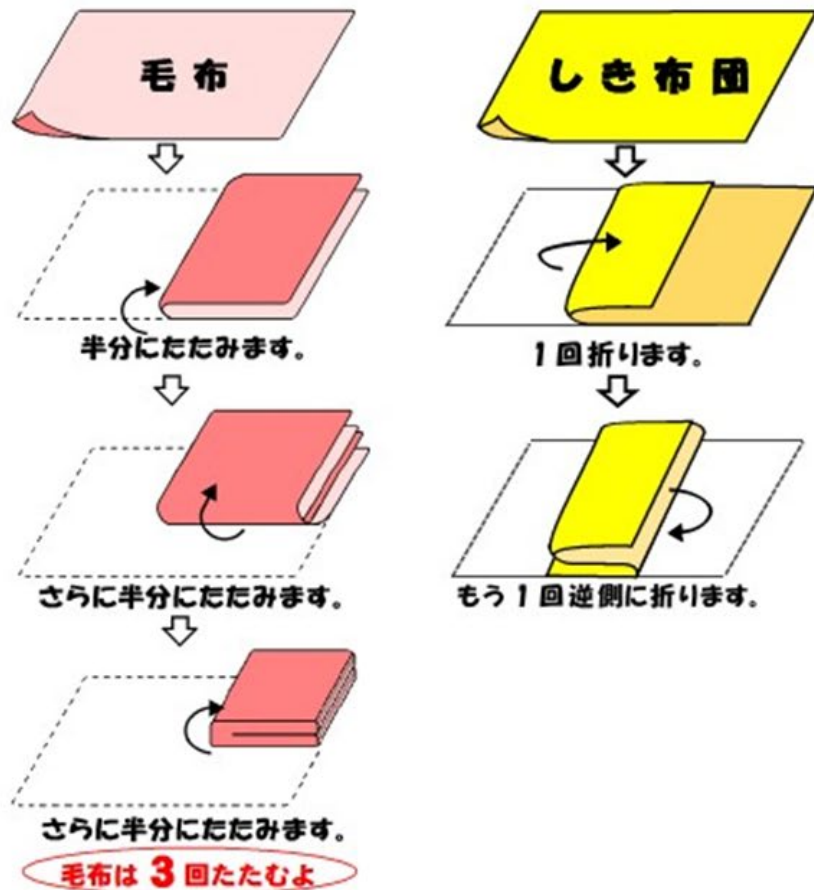 毛布
半分にたたみます。
さらに半分にたたみます。
さらに半分にたたみます。
毛布は3回たたむよ
しき布団
1回折ります。
もう1回逆側に折ります。